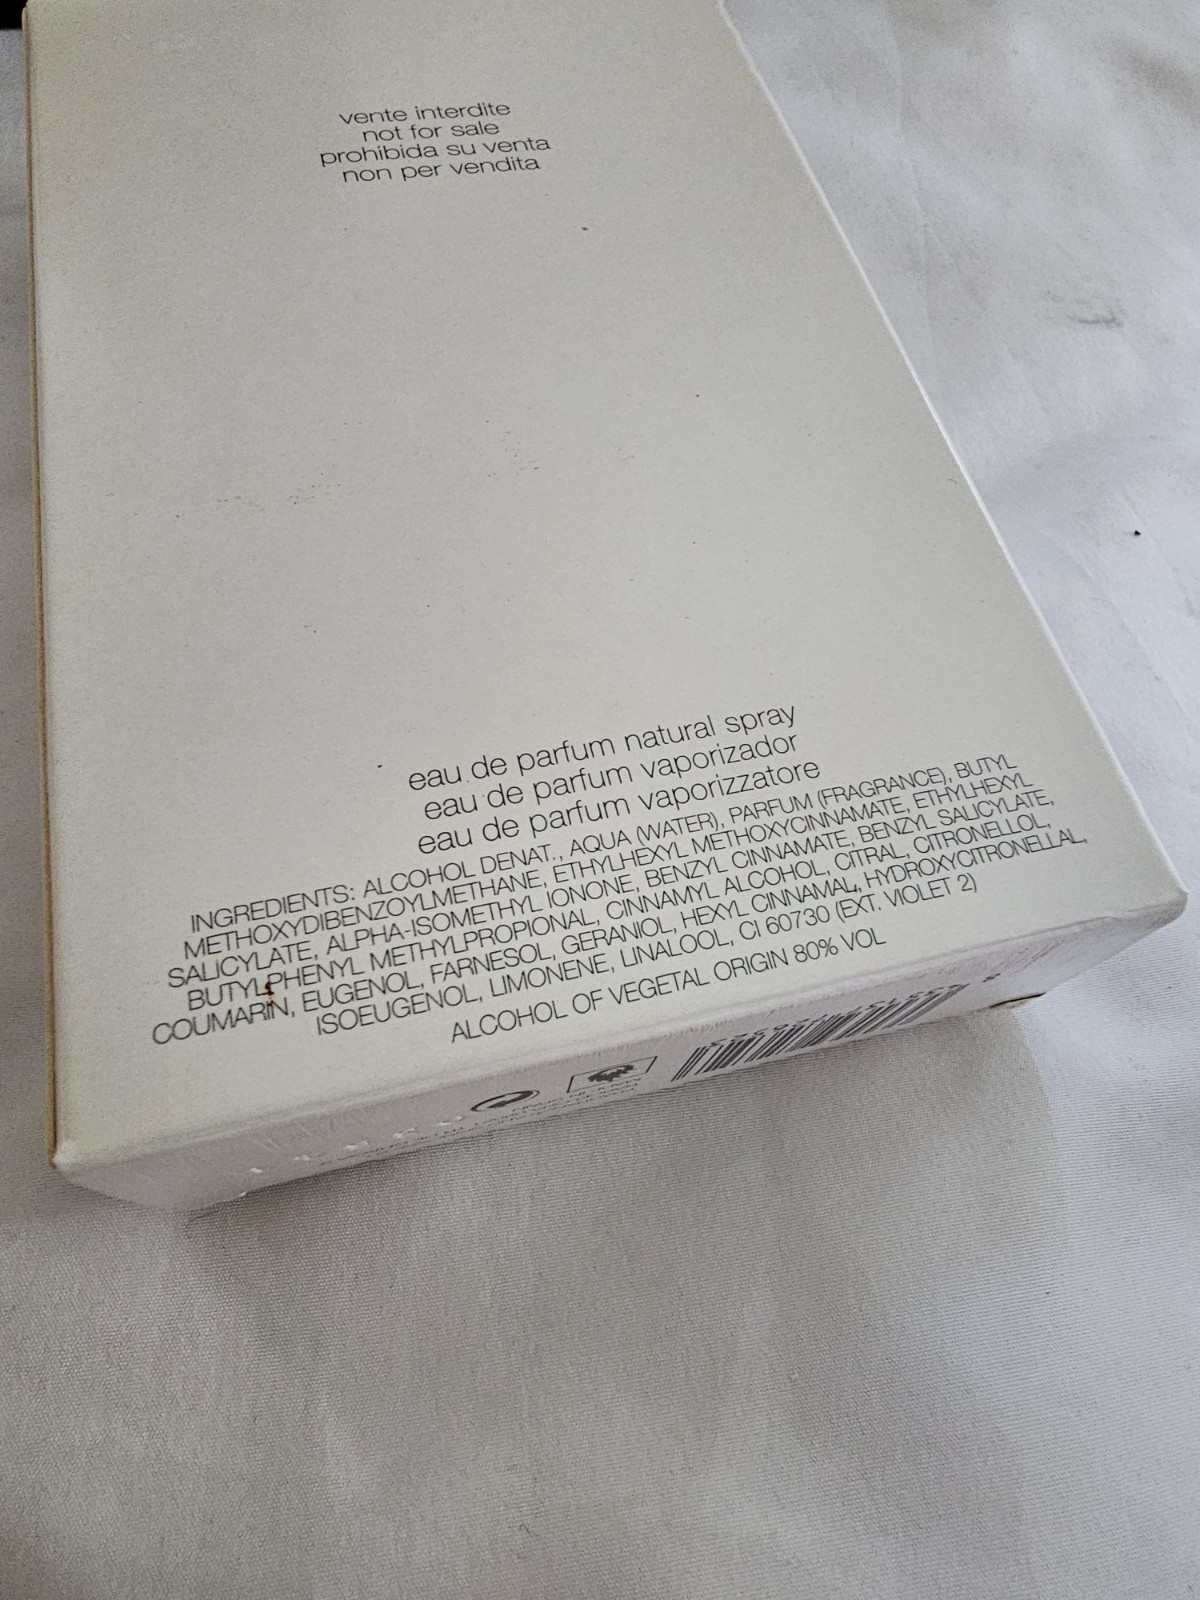 vente interdite
not for sale
prohibida su venta
non per vendita
eau de parfum natural spray
eau de parfum vaporizador
eau de parfum vaporizzatore
INGREDIENTS: ALCOHOL DENAT., AQUA (WATER), PARFUM (FRAGRANCE), BUTYL
METHOXYDIBENZOYLMETHANE, ETHYLHEXYL METHOXYCINNAMATE, ETHYLHEXYL
SALICYLATE, ALPHA-ISOMETHYL IONONE, BENZYL CINNAMATE, BENZYL SALICYLATE,
BUTYLPHENYL METHYLPROPIONAL, CINNAMYL ALCOHOL, CITRAL, CITRONELLOL,
COUMARIN, EUGENOL, FARNESOL, GERANIOL, HEXYL CINNAMAL, HYDROXYCITRONELLAL,
ISOEUGENOL, LIMONENE, LINALOOL, CI 60730 (EXT. VIOLET 2)
ALCOHOL OF VEGETAL ORIGIN 80% VOL